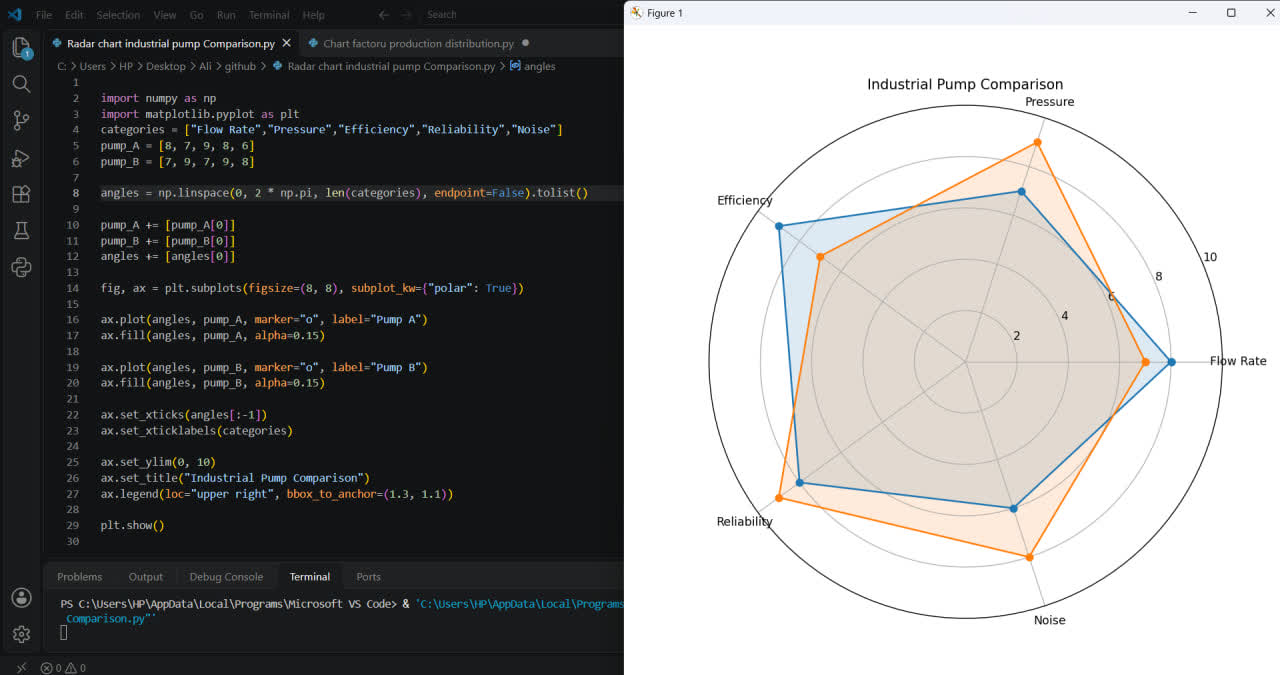 File Edit Selection View Go Run Terminal Help
Search
Radar chart industrial pump Comparison.py
Chart factoru production distribution.py
C: > Users > HP > Desktop > Ali > github > Radar chart industrial pump Comparison.py > angles
1
1
2 import numpy as np
3 import matplotlib.pyplot as plt
4 categories = ["Flow Rate","Pressure","Efficiency","Reliability","Noise"]
5 pump_A = [8, 7, 9, 8, 6]
6 pump_B = [7, 9, 7, 9, 8]
7
8 angles = np.linspace(0, 2 * np.pi, len(categories), endpoint=False).tolist()
9
10 pump_A += [pump_A[0]]
11 pump_B += [pump_B[0]]
12 angles += [angles[0]]
13
14 fig, ax = plt.subplots(figsize=(8, 8), subplot_kw={"polar": True})
15
16 ax.plot(angles, pump_A, marker="o", label="Pump A")
17 ax.fill(angles, pump_A, alpha=0.15)
18
19 ax.plot(angles, pump_B, marker="o", label="Pump B")
20 ax.fill(angles, pump_B, alpha=0.15)
21
22 ax.set_xticks(angles[:-1])
23 ax.set_xticklabels(categories)
24
25 ax.set_ylim(0, 10)
26 ax.set_title("Industrial Pump Comparison")
27 ax.legend(loc="upper right", bbox_to_anchor=(1.3, 1.1))
28
29 plt.show()
30
Problems Output Debug Console Terminal Ports
PS C:\Users\HP\AppData\Local\Programs\Microsoft VS Code> & 'C:\Users\HP\AppData\Local\Programs
Comparison.py"'
0 0
Figure 1
Industrial Pump Comparison
Pressure
Efficiency
10
8
6
4
2
Flow Rate
Reliability
Noise